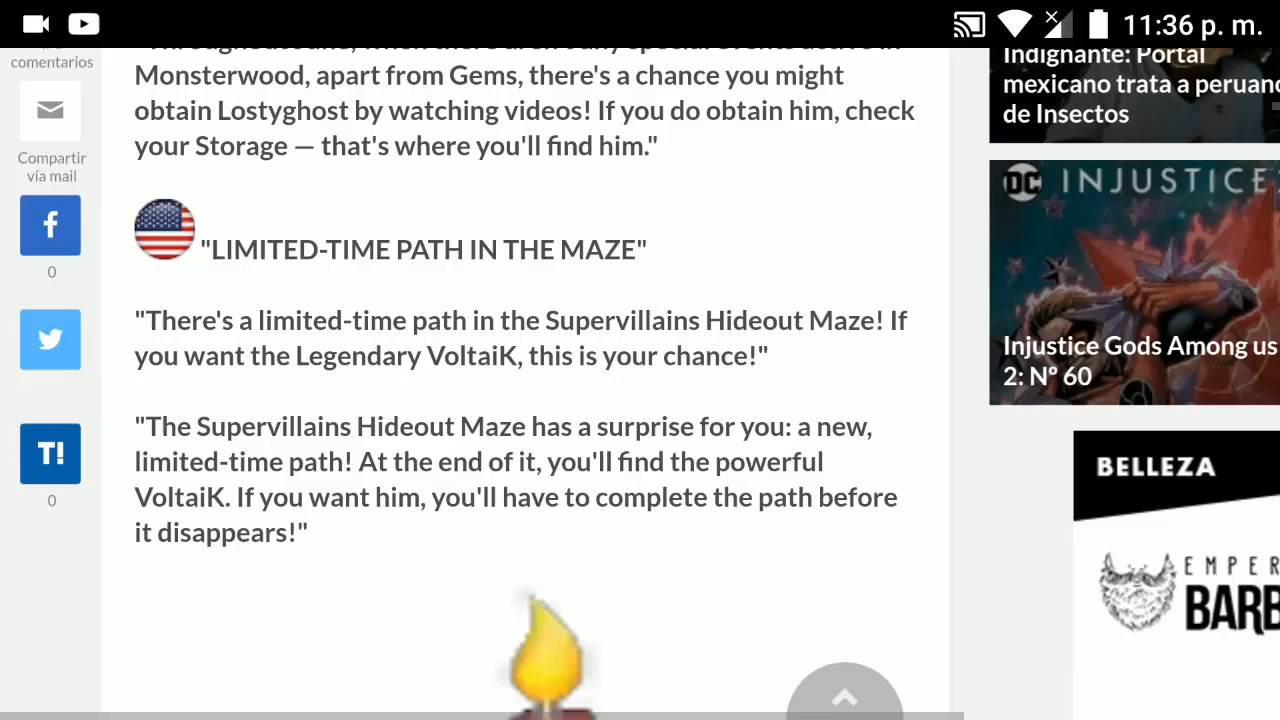 11:36 p. m.
comentarios
Compartir
vía mail
f
0
T!
0
Monsterwood, apart from Gems, there's a chance you might
obtain Lostyghost by watching videos! If you do obtain him, check
your Storage — that's where you'll find him."
"LIMITED-TIME PATH IN THE MAZE"
"There's a limited-time path in the Supervillains Hideout Maze! If
you want the Legendary VoltaiK, this is your chance!"
"The Supervillains Hideout Maze has a surprise for you: a new,
limited-time path! At the end of it, you'll find the powerful
VoltaiK. If you want him, you'll have to complete the path before
it disappears!"
Indignante: Portal
mexicano trata a peruano
de Insectos
DC INJUSTICE
Injustice Gods Among us
2: Nº 60
BELLEZA
EMPER
BARB